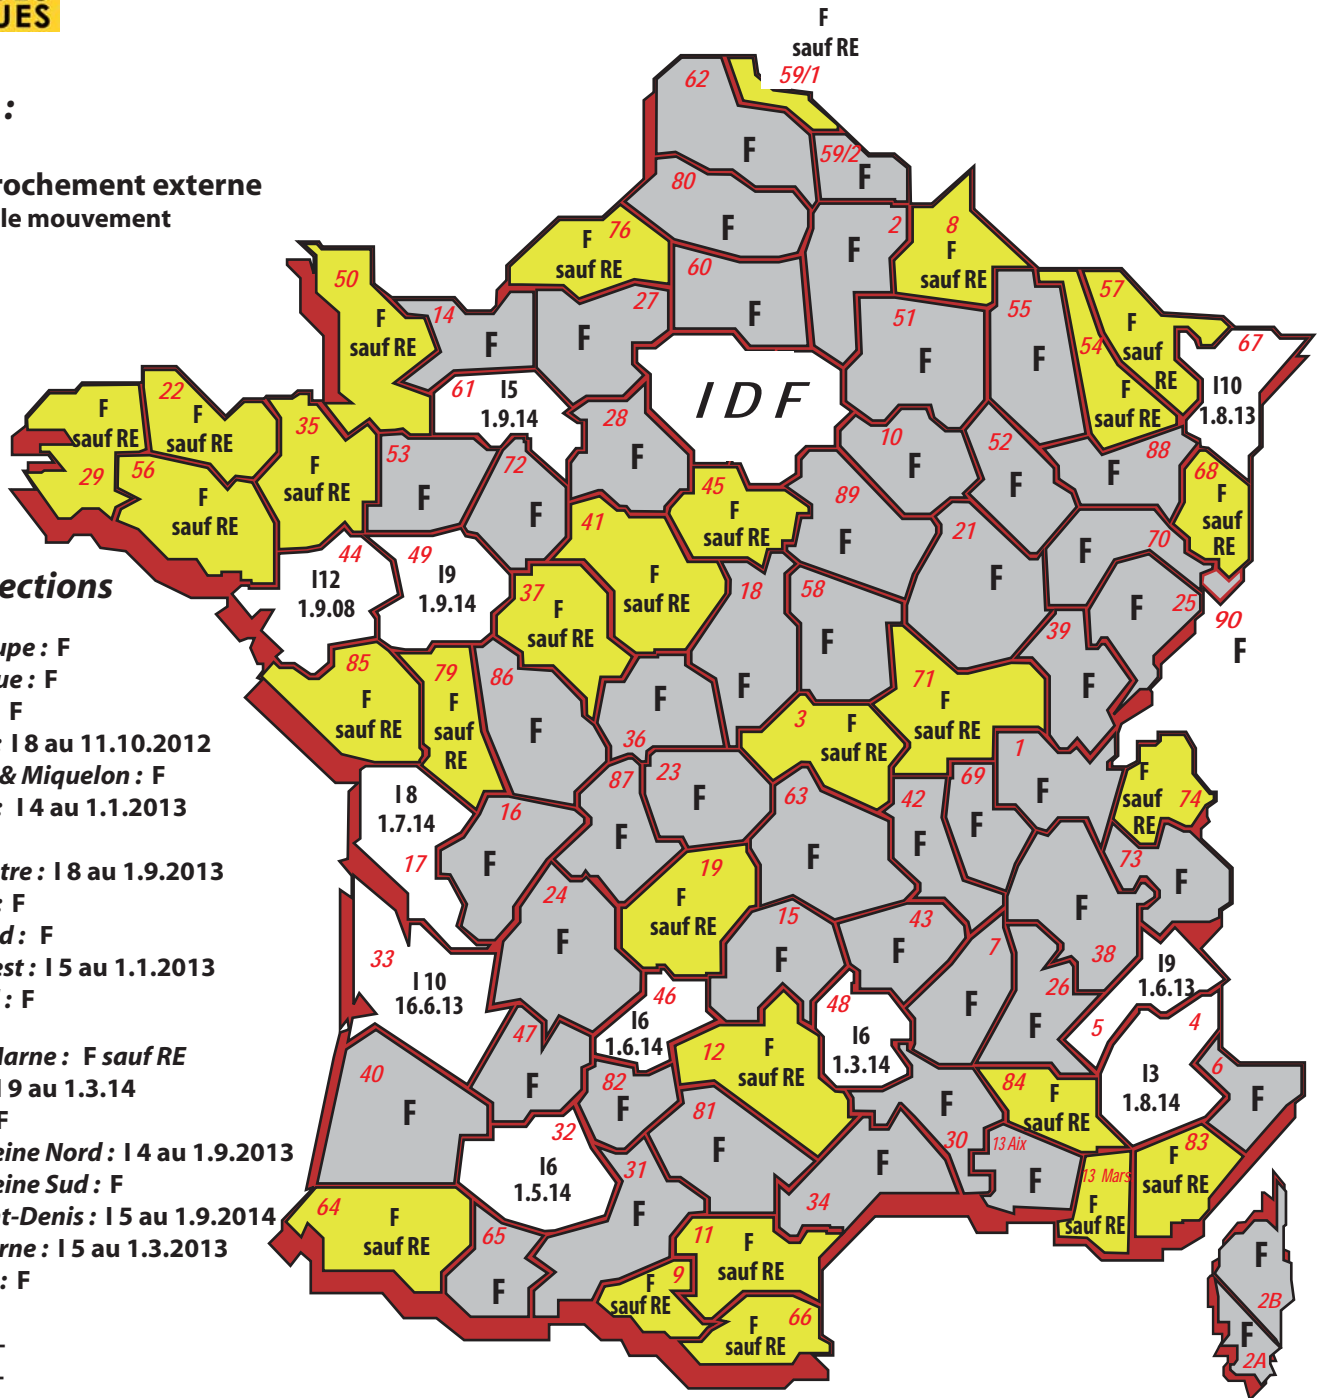 UES
:
rochement externe
le mouvement
ections
upe : F
ue : F
F
: I 8 au 11.10.2012
& Miquelon : F
: I 4 au 1.1.2013
tre : I 8 au 1.9.2013
: F
d : F
est : I 5 au 1.1.2013
: F
Marne : F sauf RE
I 9 au 1.3.14
F
eine Nord : I 4 au 1.9.2013
eine Sud : F
t-Denis : I 5 au 1.9.2014
rne : I 5 au 1.3.2013
: F
F
sauf RE
59/1
62
F
59/2
F
80
F
76
F
sauf RE
60
F
2
F
8
F
sauf RE
50
F
sauf RE
14
F
27
F
51
F
55
F
54
F
sauf RE
57
F
sauf
RE
67
I10
1.8.13
IDF
61
I5
1.9.14
28
F
22
F
sauf RE
F
sauf RE
29
35
F
sauf RE
56
F
sauf RE
53
F
72
F
10
F
52
F
88
F
68
F
sauf
RE
45
F
sauf RE
89
F
41
F
sauf RE
21
F
70
F
25
F
90
F
44
I12
1.9.08
49
I9
1.9.14
37
F
sauf RE
18
F
58
F
39
F
85
F
sauf RE
79
F
sauf
RE
86
F
36
F
71
F
sauf RE
3
F
sauf RE
1
F
74
F
sauf
RE
I 8
1.7.14
17
16
F
87
F
23
F
63
F
42
F
69
F
73
F
19
F
sauf RE
24
F
15
F
43
F
7
F
38
F
26
F
33
I 10
16.6.13
46
I6
1.6.14
48
I6
1.3.14
I9
1.6.13
5
4
I3
1.8.14
6
F
47
F
12
F
sauf RE
40
F
82
F
81
F
84
F
sauf RE
83
F
sauf RE
30
F
13 Aix
F
13 Mars
F
sauf RE
32
I6
1.5.14
31
F
34
F
64
F
sauf RE
65
F
11
F
sauf RE
9
F
sauf RE
66
F
sauf RE
F
2B
F
2A